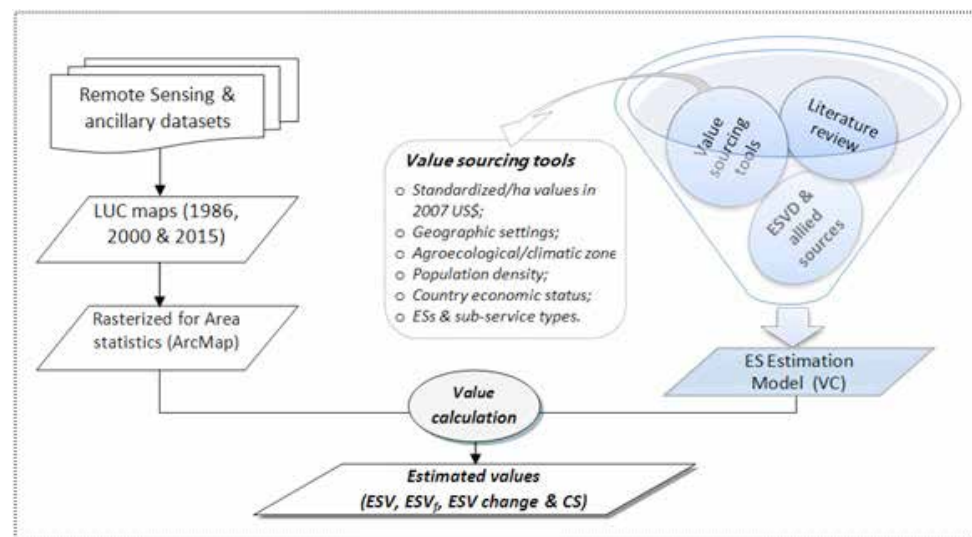 Remote Sensing &
ancillary datasets
LUC maps (1986,
2000 & 2015)
Rasterized for Area
statistics (ArcMap)
Value sourcing tools
o Standardized/ha values in
2007 US$;
o Geographic settings;
o Agroecological/climatic zone
o Population density;
o Country economic status;
o ESs & sub-service types.
Value
sourcing
tools
Literature
review
ESVD &
allied
sources
ES Estimation
Model (VC)
Value
calculation
Estimated values
(ESV, ESVf, ESV change & CS)